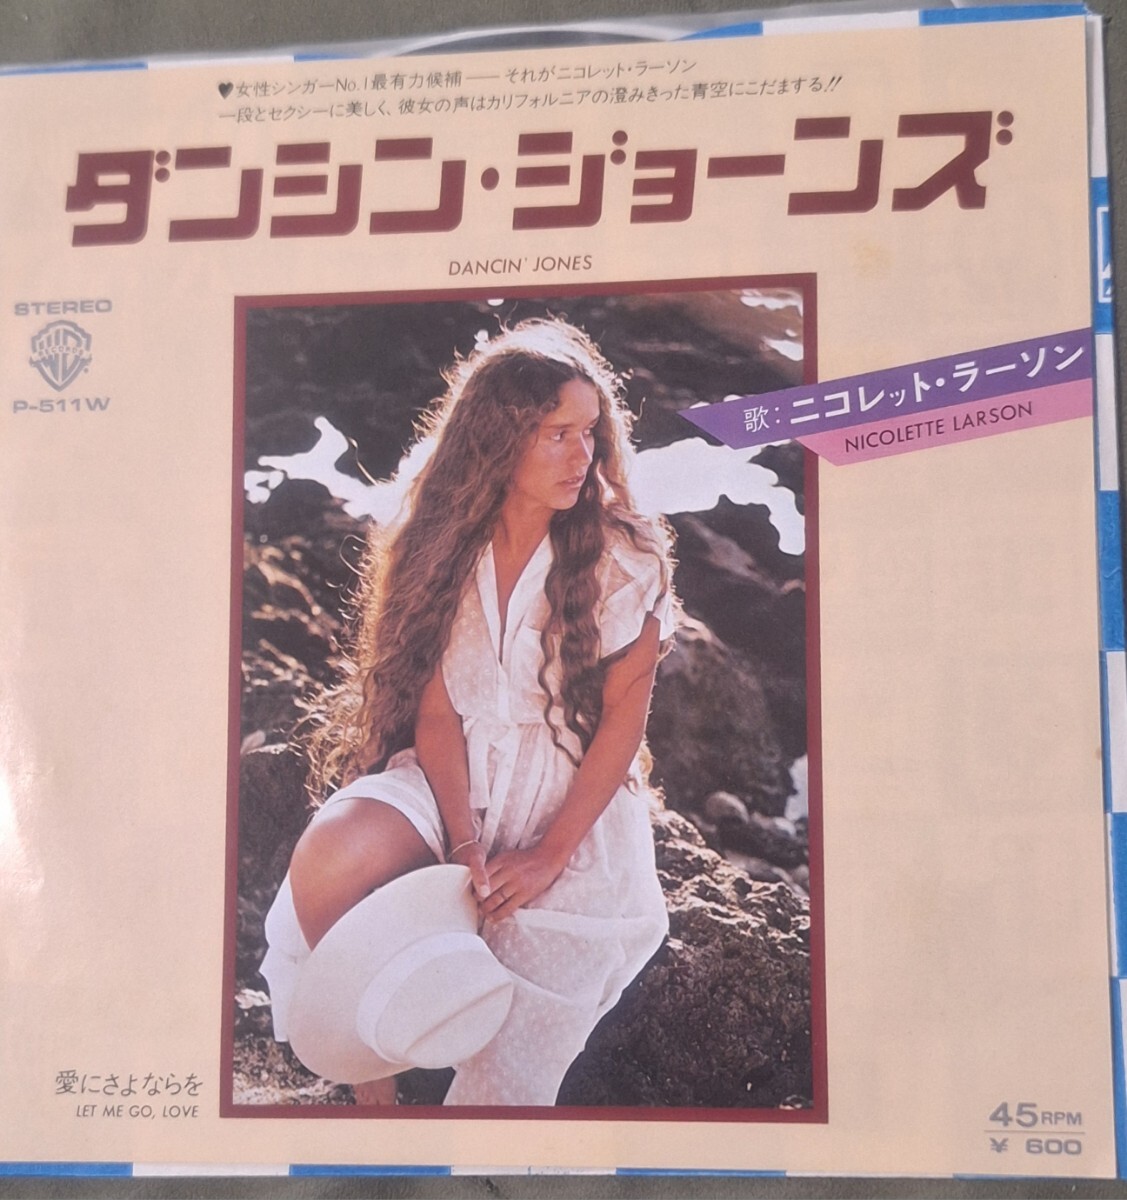 ♥女性シンガーNo.1最有力候補——それがニコレット・ラーソン
一段とセクシーに美しく、彼女の声はカリフォルニアの澄みきった青空にこだまする!!
ダンシン・ジョーンズ
DANCIN' JONES
STEREO
RECORDS
P-511W
歌:ニコレット・ラーソン
NICOLETTE LARSON
愛にさよならを
LET ME GO, LOVE
45RPM
¥ 600